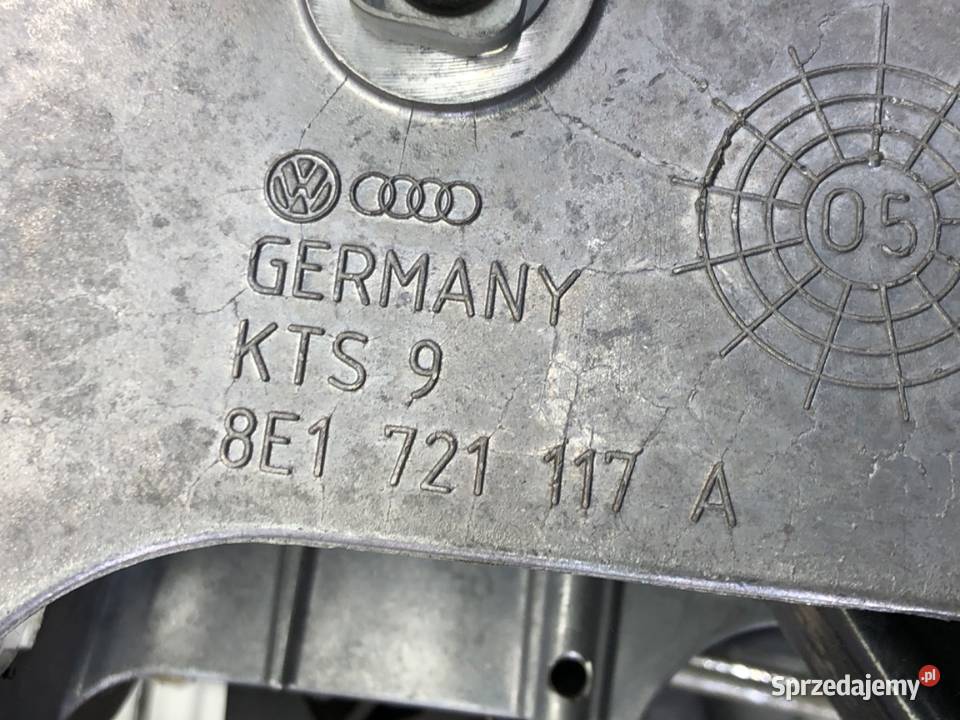 05
GERMANY
KTS 9
8E1 721 117 A
Sprzedajemy.pl